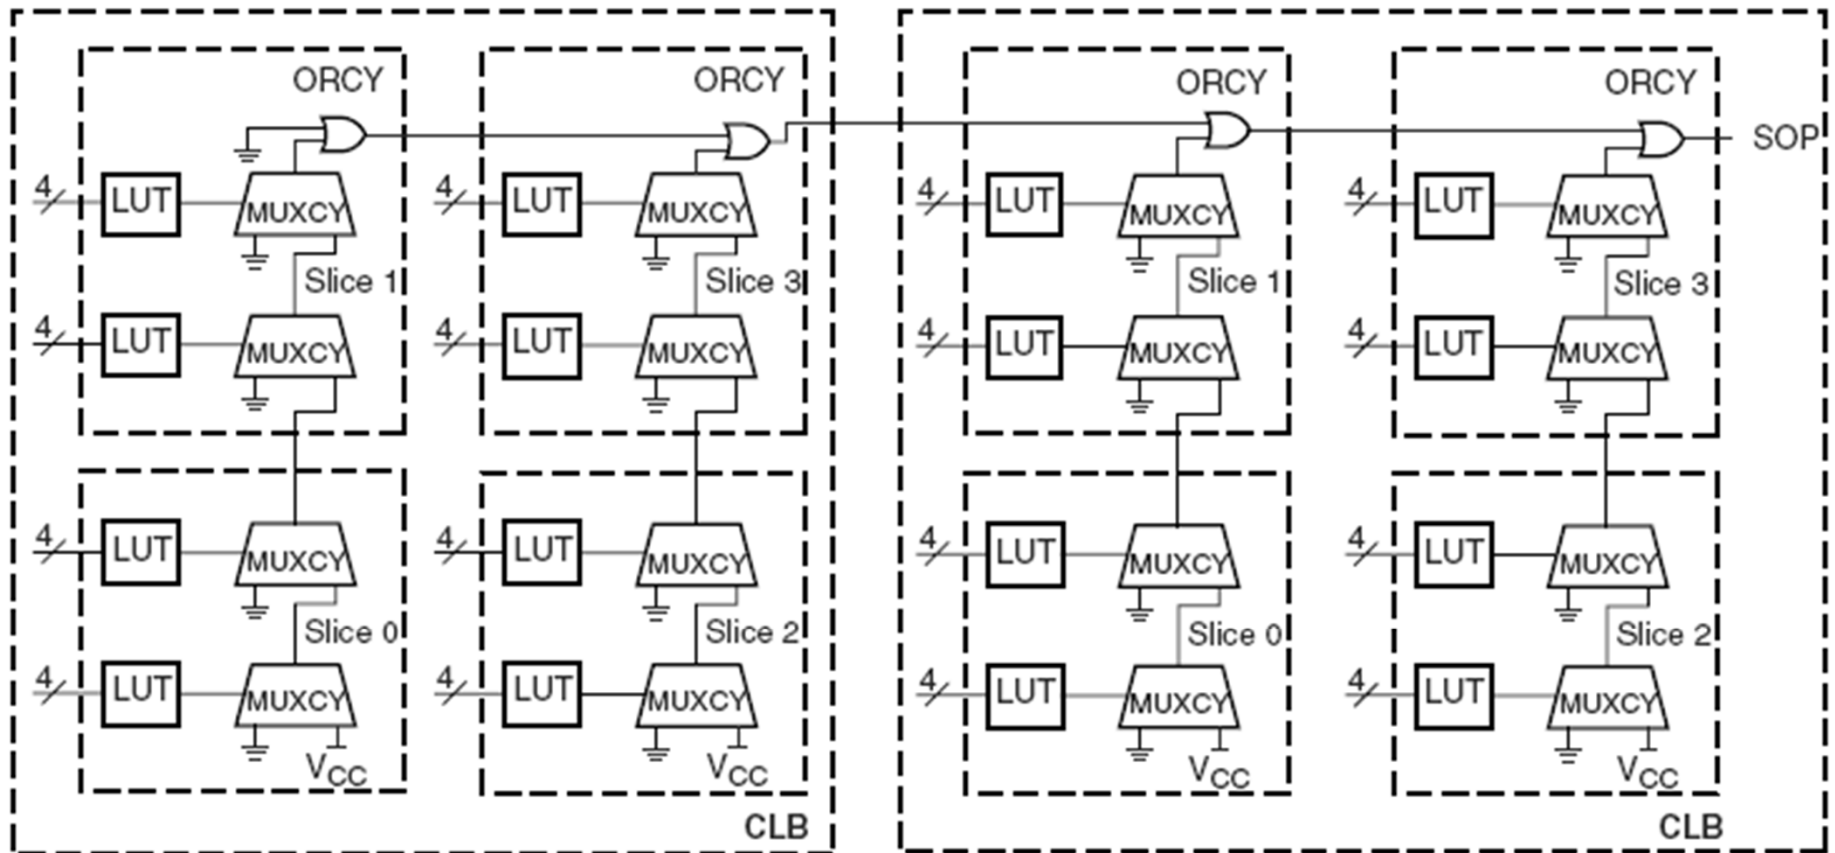 ORCY ORCY ORCY ORCY
SOP
4 LUT MUXCY 4 LUT MUXCY 4 LUT MUXCY 4 LUT MUXCY
Slice 1 Slice 3 Slice 1 Slice 3
4 LUT MUXCY 4 LUT MUXCY 4 LUT MUXCY 4 LUT MUXCY
4 LUT MUXCY 4 LUT MUXCY 4 LUT MUXCY 4 LUT MUXCY
Slice 0 Slice 2 Slice 0 Slice 2
4 LUT MUXCY 4 LUT MUXCY 4 LUT MUXCY 4 LUT MUXCY
VCC VCC VCC VCC
CLB CLB